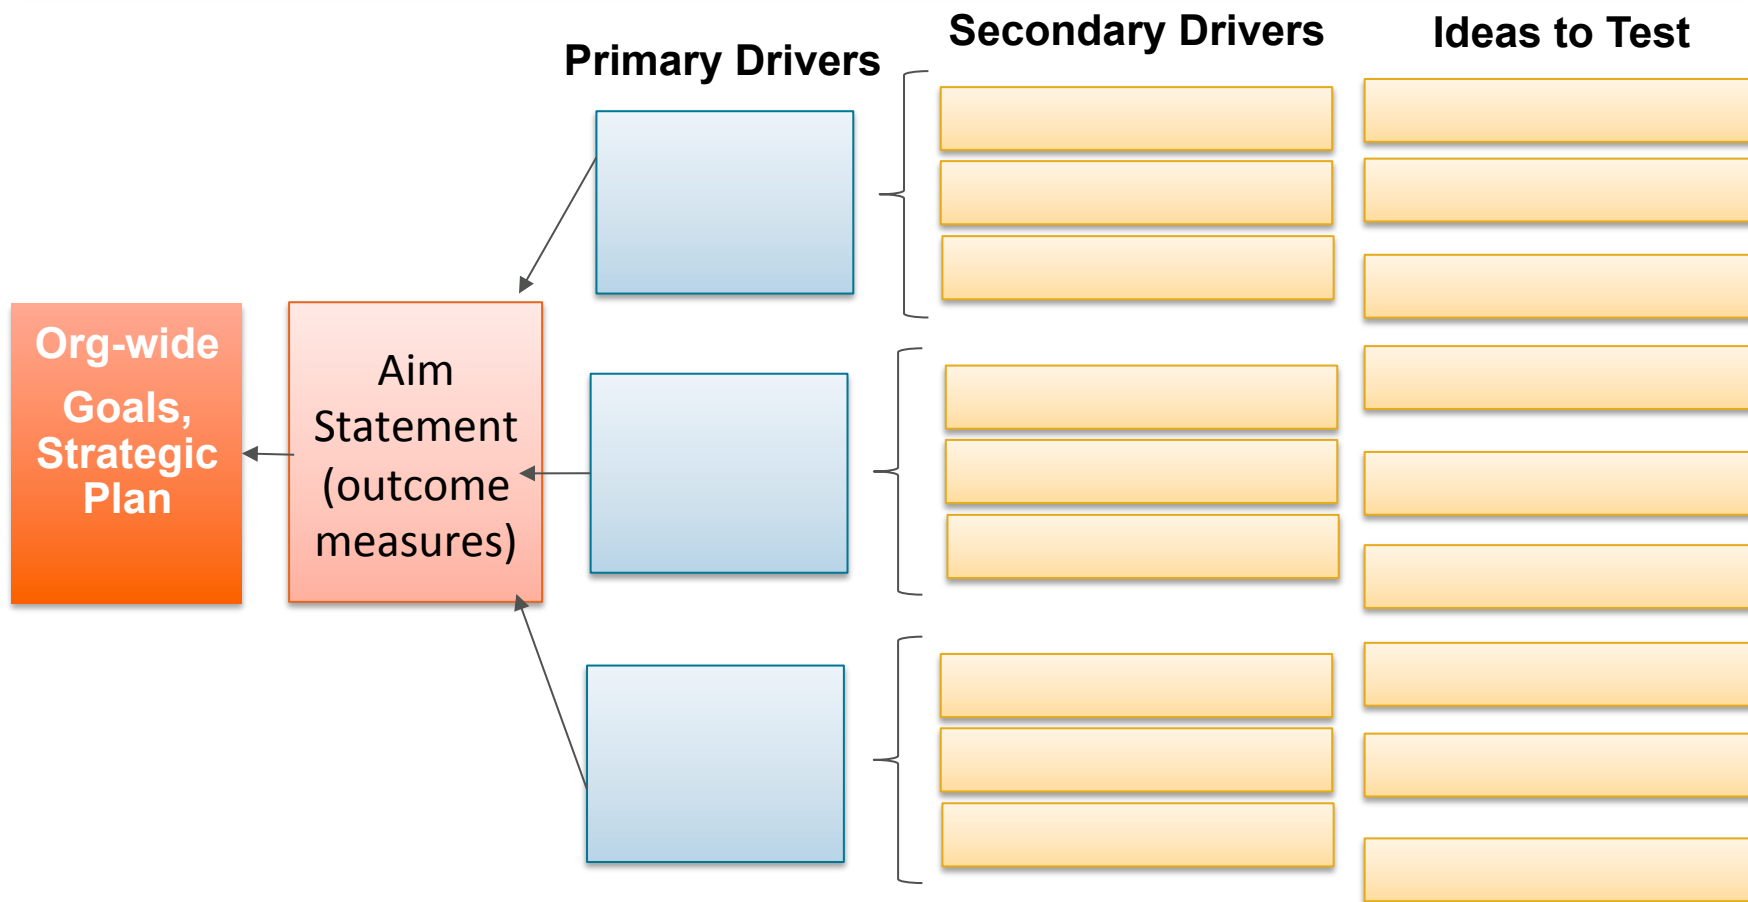 Primary Drivers
Secondary Drivers
Ideas to Test
Org-wide
Goals,
Strategic
Plan
Aim
Statement
(outcome
measures)